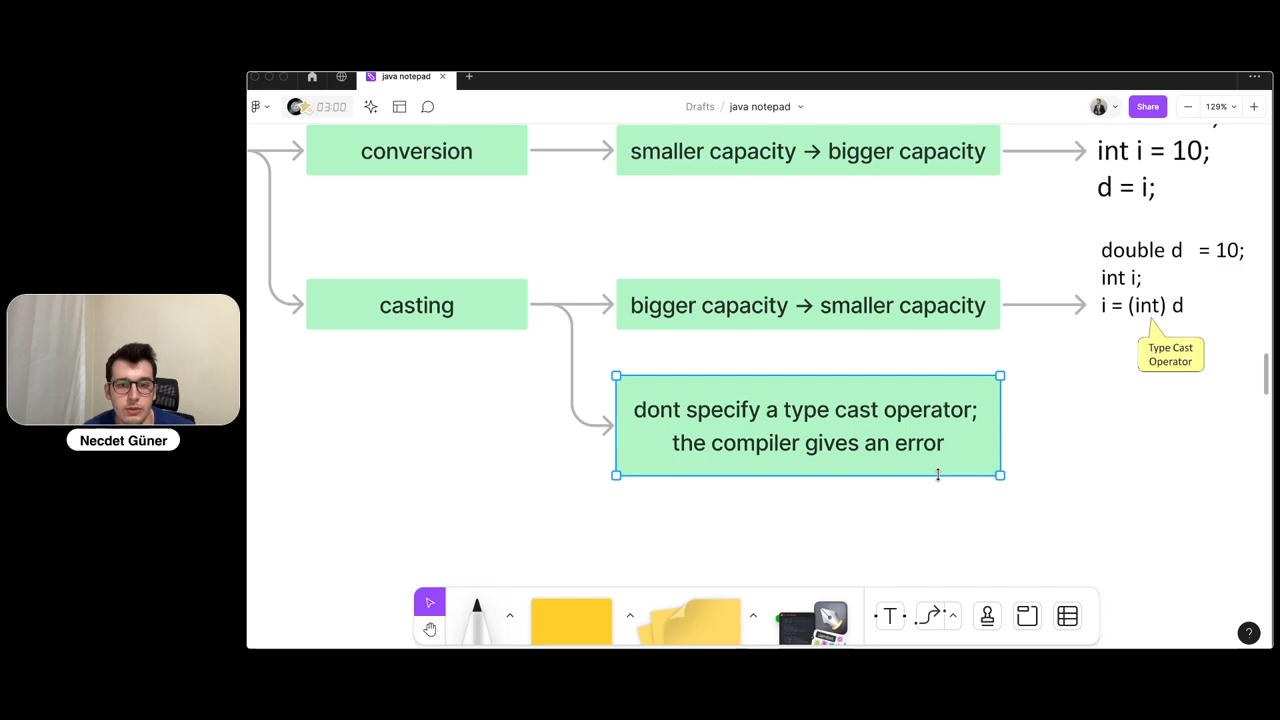 java notepad
03:00
Drafts / java notepad
Share
129%
conversion
smaller capacity → bigger capacity
int i = 10;
d = i;
casting
bigger capacity → smaller capacity
double d = 10;
int i;
i = (int) d
Type Cast
Operator
dont specify a type cast operator;
the compiler gives an error
Necdet Güner
T
?